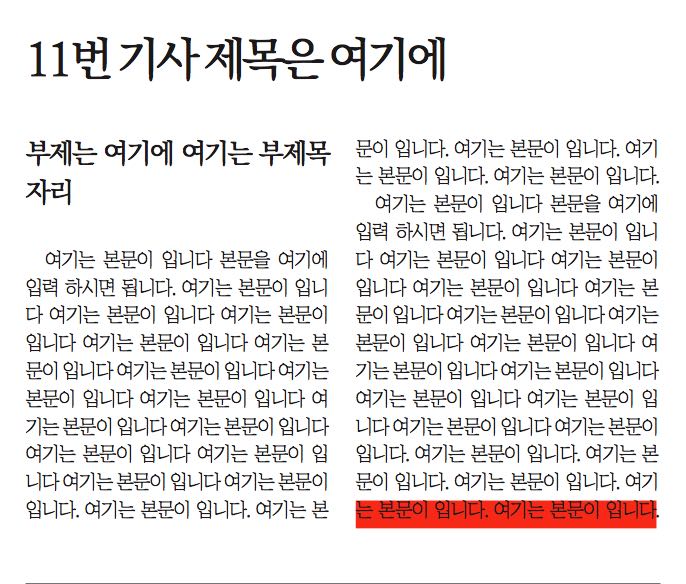 11번 기사 제목은 여기에
부제는 여기에 여기는 부제목
자리
여기는 본문이 입니다 본문을 여기에
입력 하시면 됩니다. 여기는 본문이 입니
다 여기는 본문이 입니다 여기는 본문이
입니다 여기는 본문이 입니다 여기는 본
문이 입니다 여기는 본문이 입니다 여기는
본문이 입니다 여기는 본문이 입니다 여
기는 본문이 입니다 여기는 본문이 입니다
여기는 본문이 입니다 여기는 본문이 입
니다 여기는 본문이 입니다 여기는 본문이
입니다. 여기는 본문이 입니다. 여기는 본
문이 입니다. 여기는 본문이 입니다. 여기
는 본문이 입니다. 여기는 본문이 입니다.
여기는 본문이 입니다 본문을 여기에
입력 하시면 됩니다. 여기는 본문이 입니
다 여기는 본문이 입니다 여기는 본문이
입니다 여기는 본문이 입니다 여기는 본
문이 입니다 여기는 본문이 입니다 여기는
본문이 입니다 여기는 본문이 입니다 여
기는 본문이 입니다 여기는 본문이 입니다
여기는 본문이 입니다 여기는 본문이 입
니다 여기는 본문이 입니다 여기는 본문이
입니다. 여기는 본문이 입니다. 여기는 본
문이 입니다. 여기는 본문이 입니다. 여기
는 본문이 입니다. 여기는 본문이 입니다.